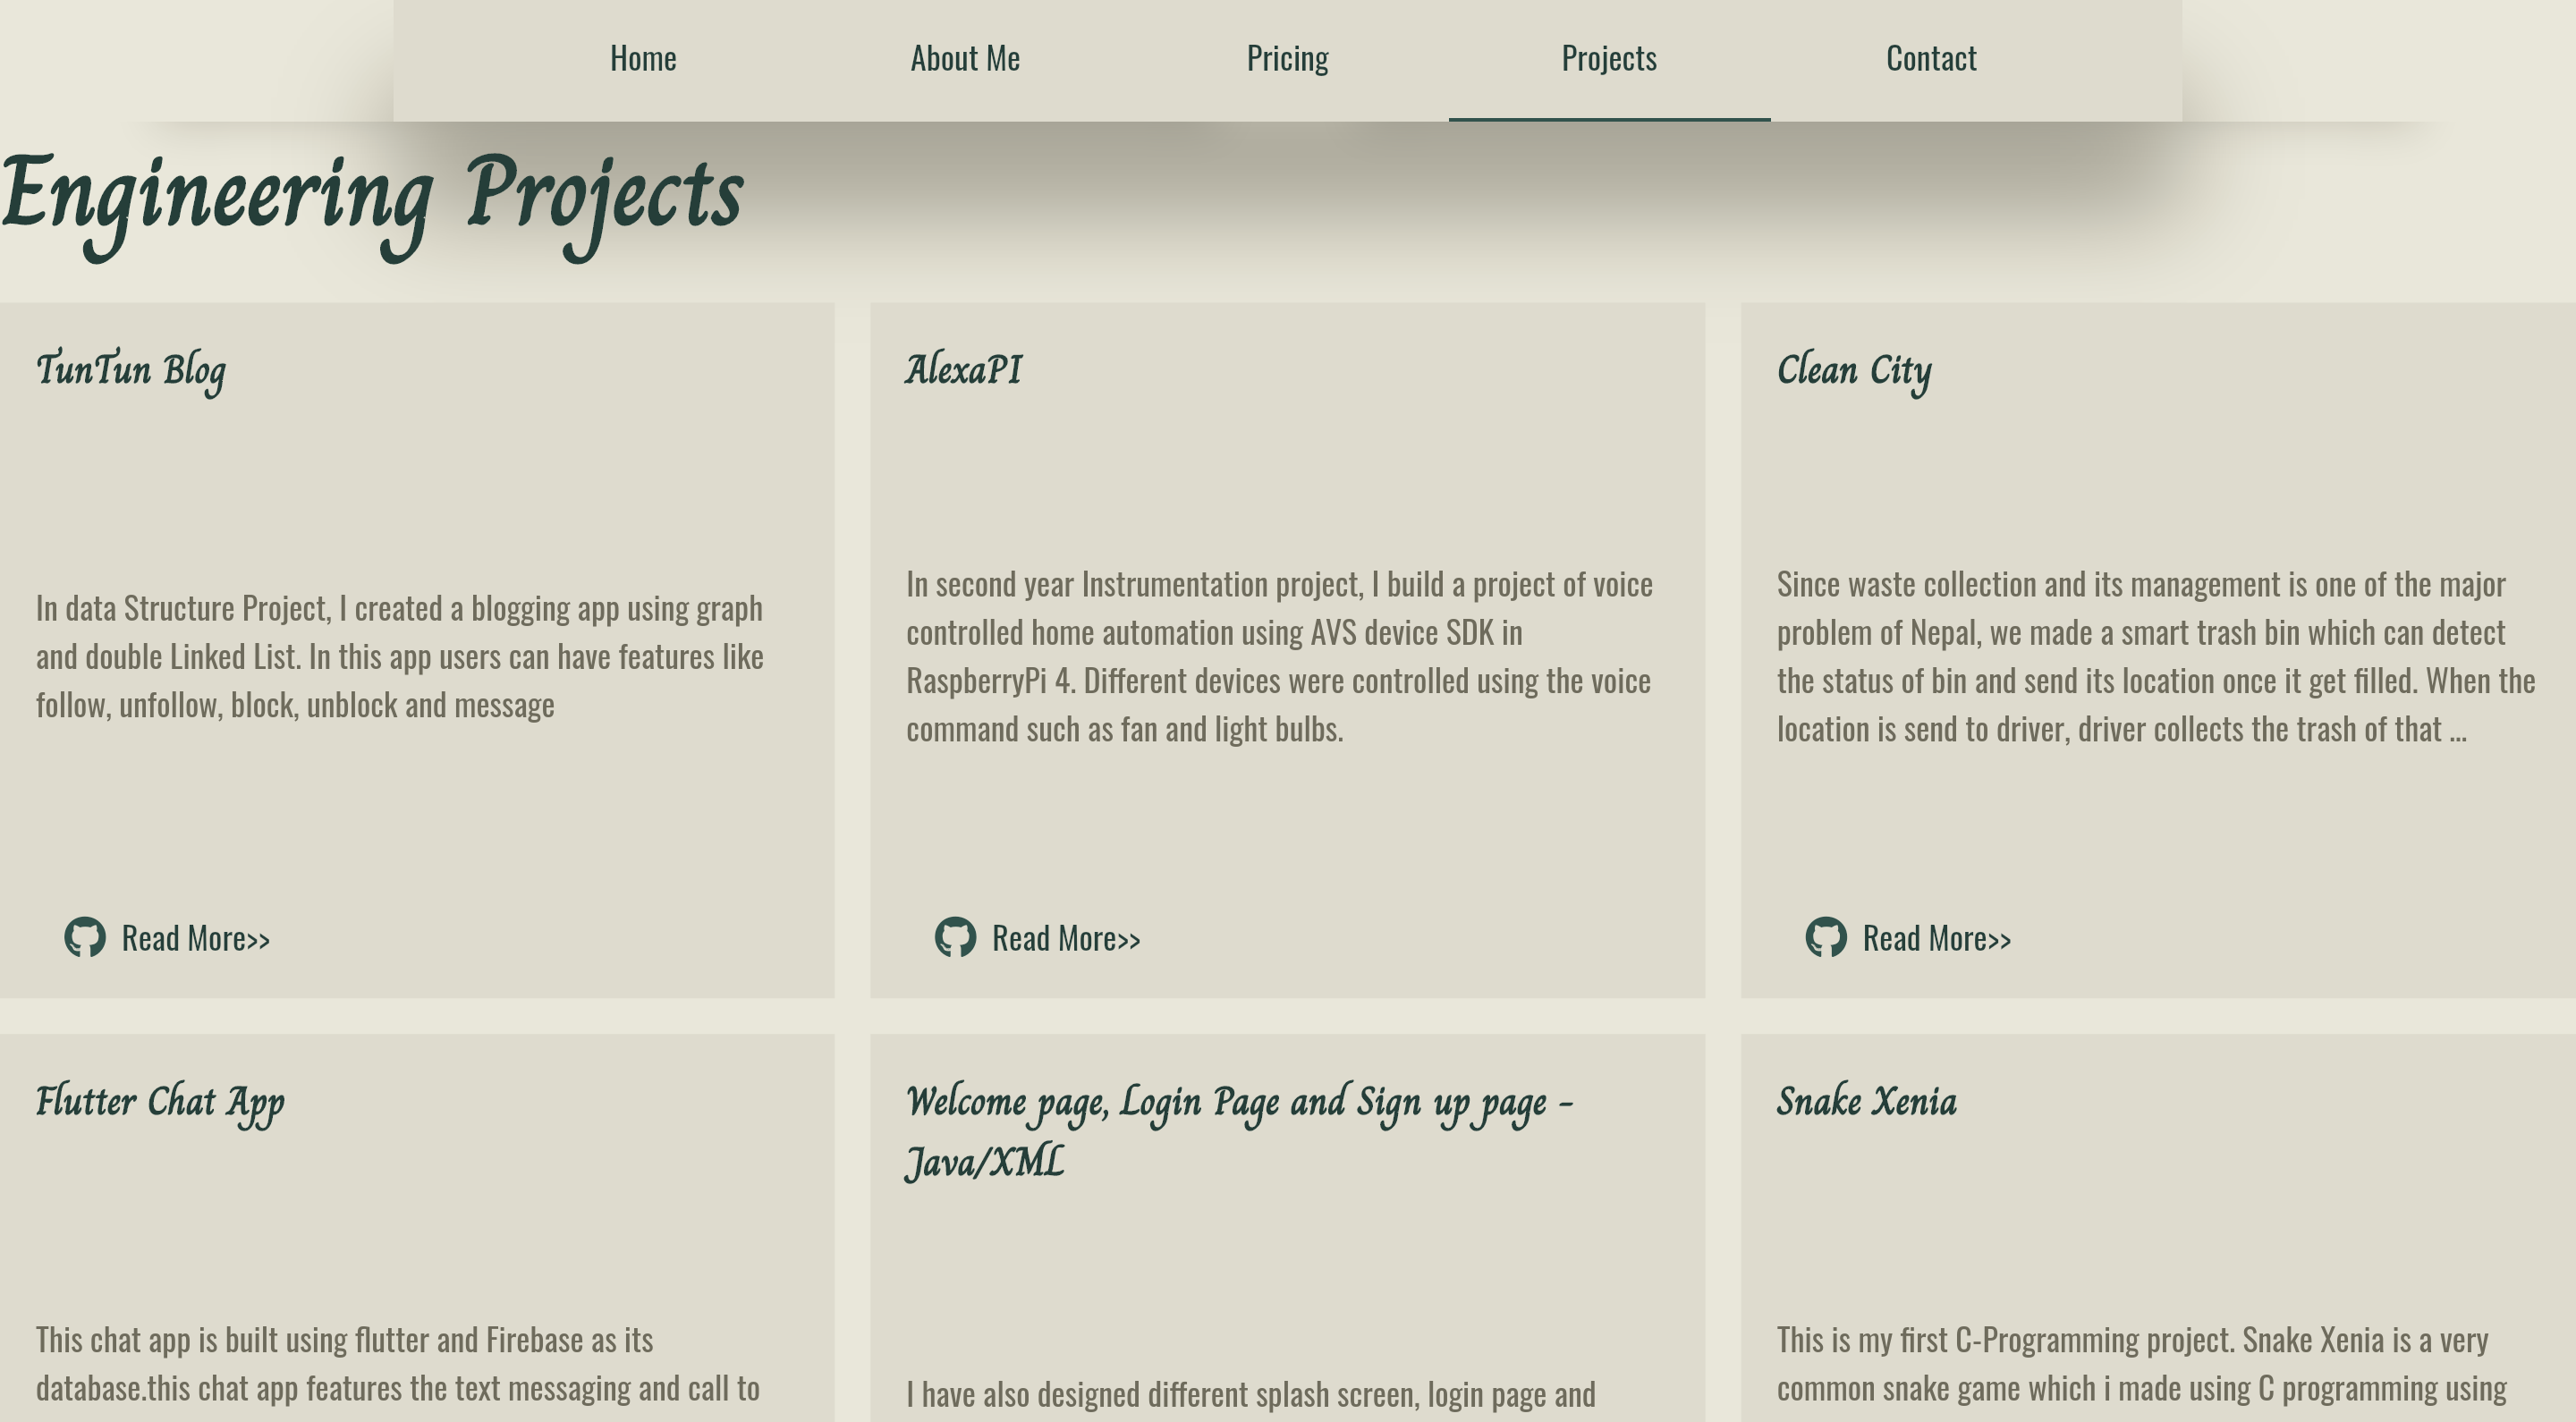 Home
About Me
Pricing
Projects
Contact
Engineering Projects
TunTun Blog
In data Structure Project, I created a blogging app using graph
and double Linked List. In this app users can have features like
follow, unfollow, block, unblock and message
Read More>>
AlexaPI
In second year Instrumentation project, I build a project of voice
controlled home automation using AVS device SDK in
RaspberryPi 4. Different devices were controlled using the voice
command such as fan and light bulbs.
Read More>>
Clean City
Since waste collection and its management is one of the major
problem of Nepal, we made a smart trash bin which can detect
the status of bin and send its location once it get filled. When the
location is send to driver, driver collects the trash of that ...
Read More>>
Flutter Chat App
This chat app is built using flutter and Firebase as its
database.this chat app features the text messaging and call to
Welcome page, Login Page and Sign up page -
Java/XML
I have also designed different splash screen, login page and
Snake Xenia
This is my first C-Programming project. Snake Xenia is a very
common snake game which i made using C programming using